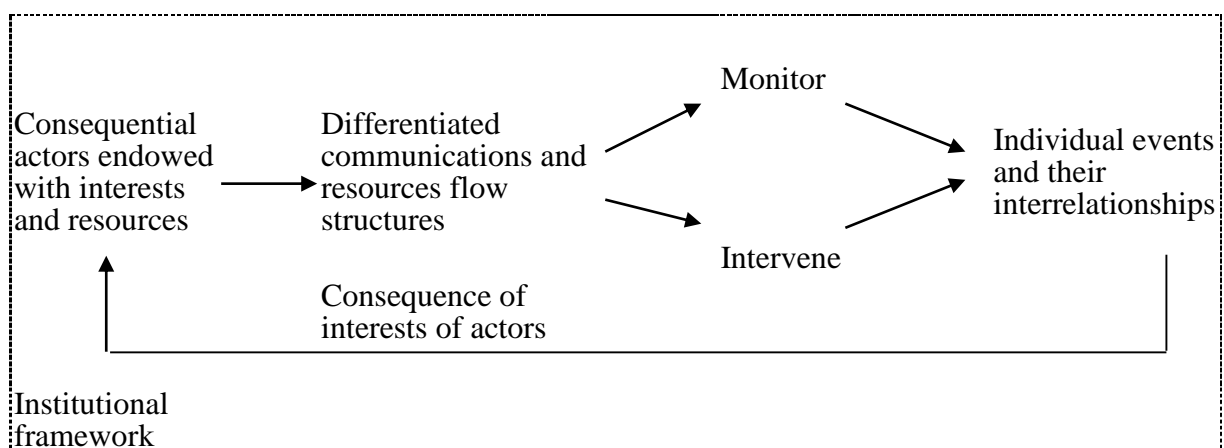 Consequential
actors endowed
with interests
and resources
Differentiated
communications and
resources flow
structures
Monitor
Intervene
Individual events
and their
interrelationships
Consequence of
interests of actors
Institutional
framework